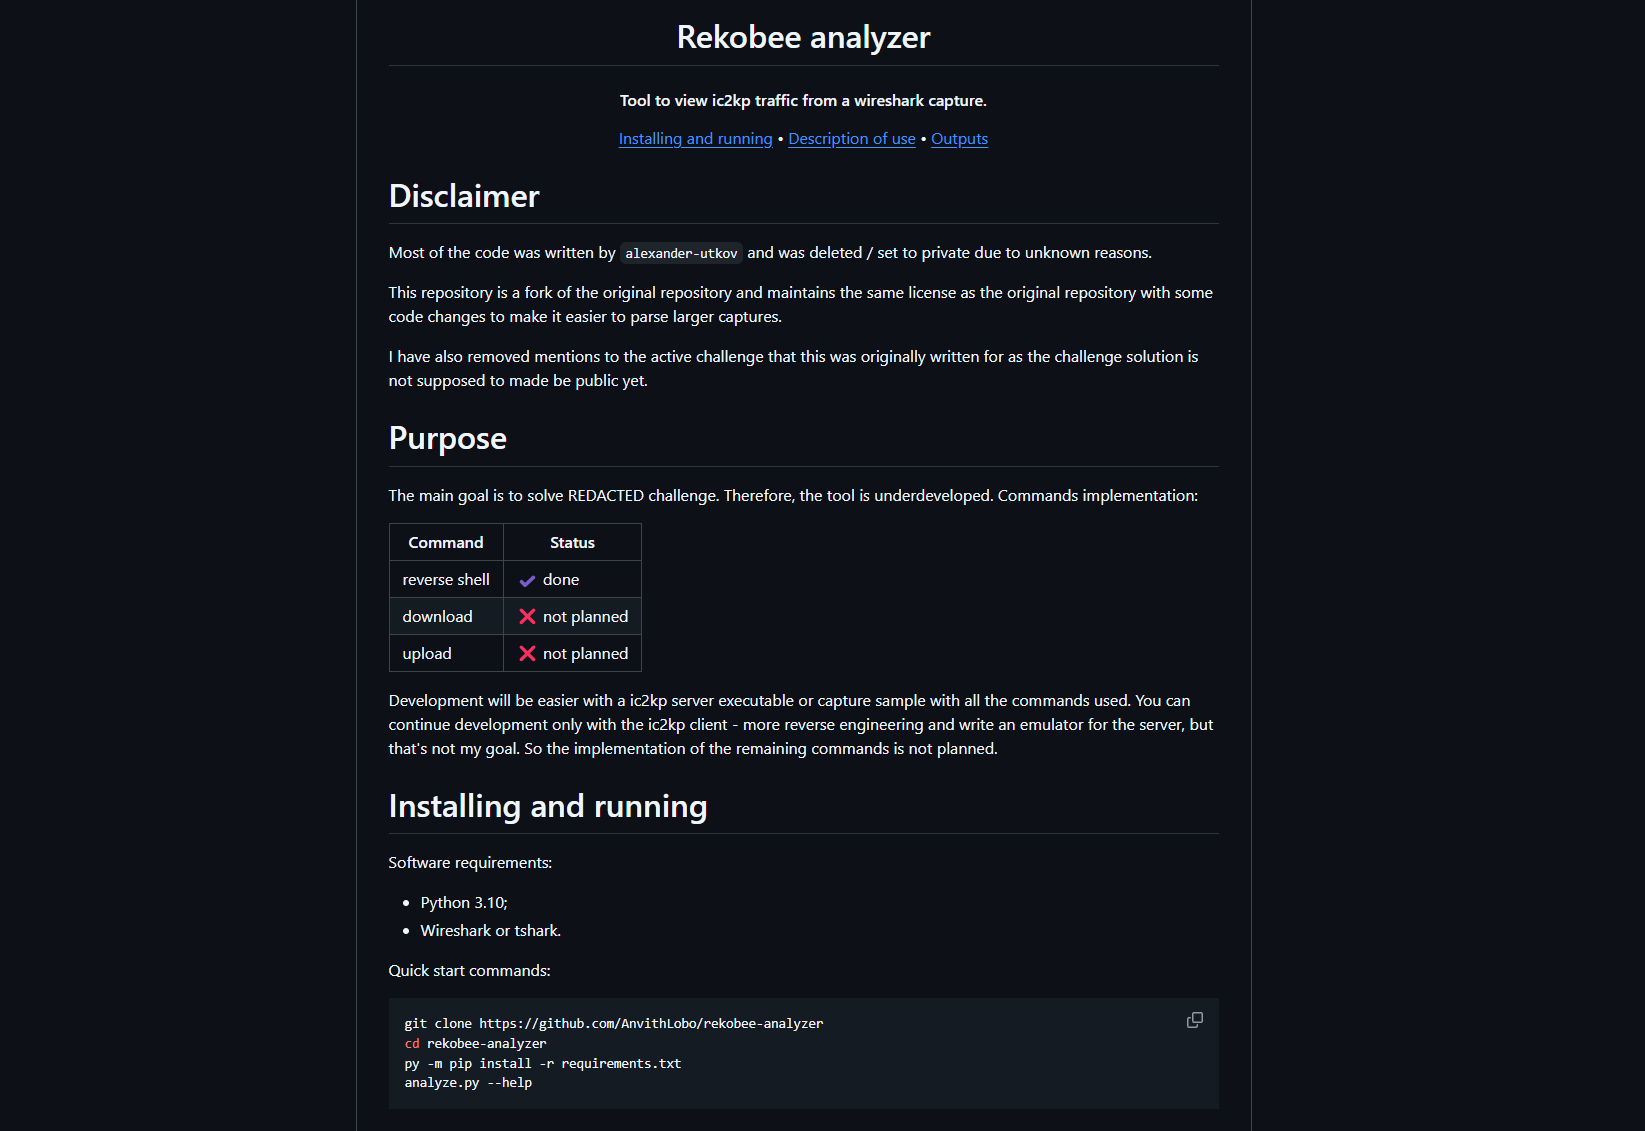 Rekobee analyzer
Tool to view ic2kp traffic from a wireshark capture.
Installing and running • Description of use • Outputs
Disclaimer
Most of the code was written by alexander-utkov and was deleted / set to private due to unknown reasons.
This repository is a fork of the original repository and maintains the same license as the original repository with some
code changes to make it easier to parse larger captures.
I have also removed mentions to the active challenge that this was originally written for as the challenge solution is
not supposed to made be public yet.
Purpose
The main goal is to solve REDACTED challenge. Therefore, the tool is underdeveloped. Commands implementation:
Command Status
reverse shell ✔ done
download ❌ not planned
upload ❌ not planned
Development will be easier with a ic2kp server executable or capture sample with all the commands used. You can
continue development only with the ic2kp client - more reverse engineering and write an emulator for the server, but
that's not my goal. So the implementation of the remaining commands is not planned.
Installing and running
Software requirements:
• Python 3.10;
• Wireshark or tshark.
Quick start commands:
git clone https://github.com/AnvithLobo/rekobee-analyzer
cd rekobee-analyzer
py -m pip install -r requirements.txt
analyze.py --help